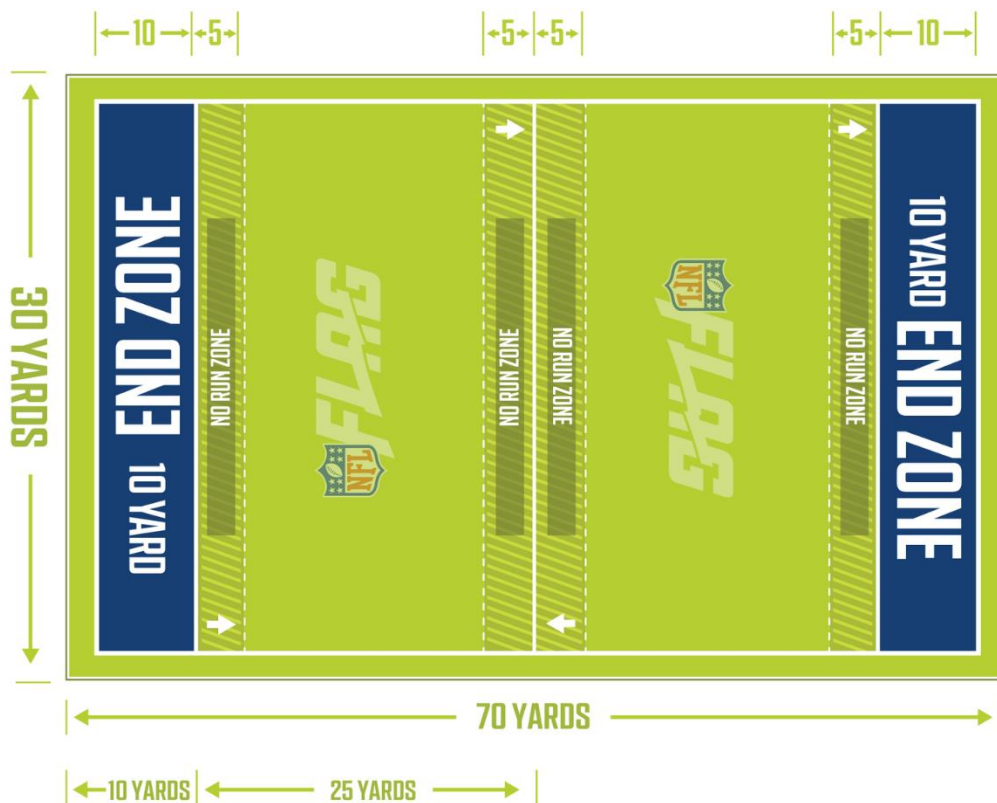 10
5
5
5
5
10
30 YARDS
10 YARD END ZONE
NO RUN ZONE
NFL FLAG
NO RUN ZONE
NO RUN ZONE
NFL FLAG
NO RUN ZONE
10 YARD END ZONE
70 YARDS
10 YARDS
25 YARDS